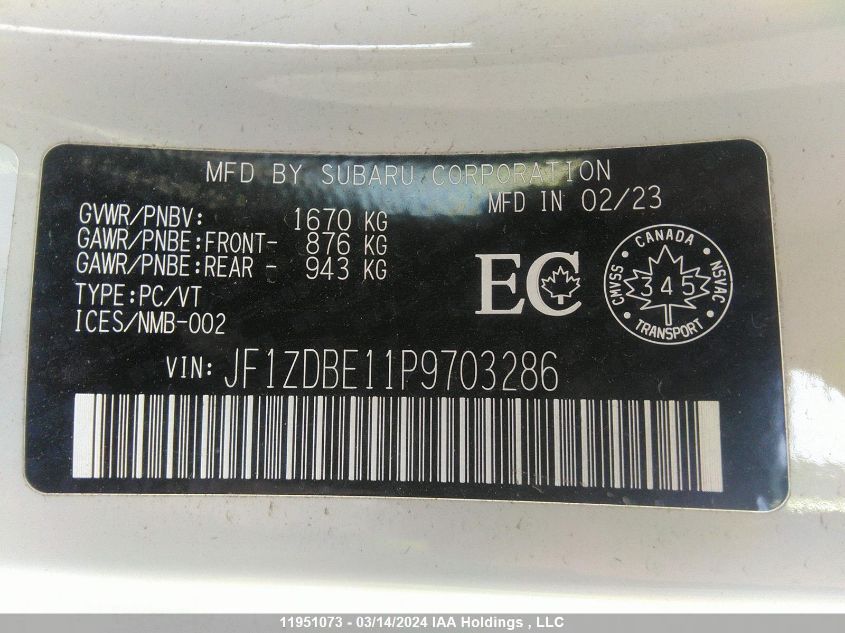 MFD BY SUBARU CORPORATION
MFD IN 02/23
GVWR/PNBV: 1670 KG
GAWR/PNBE:FRONT- 876 KG
GAWR/PNBE:REAR - 943 KG
TYPE:PC/VT
ICES/NMB-002
EC
CANADA
CMVSS 345 NSVAC
TRANSPORT
VIN: JF1ZDBE11P9703286
11951073 - 03/14/2024 IAA Holdings , LLC